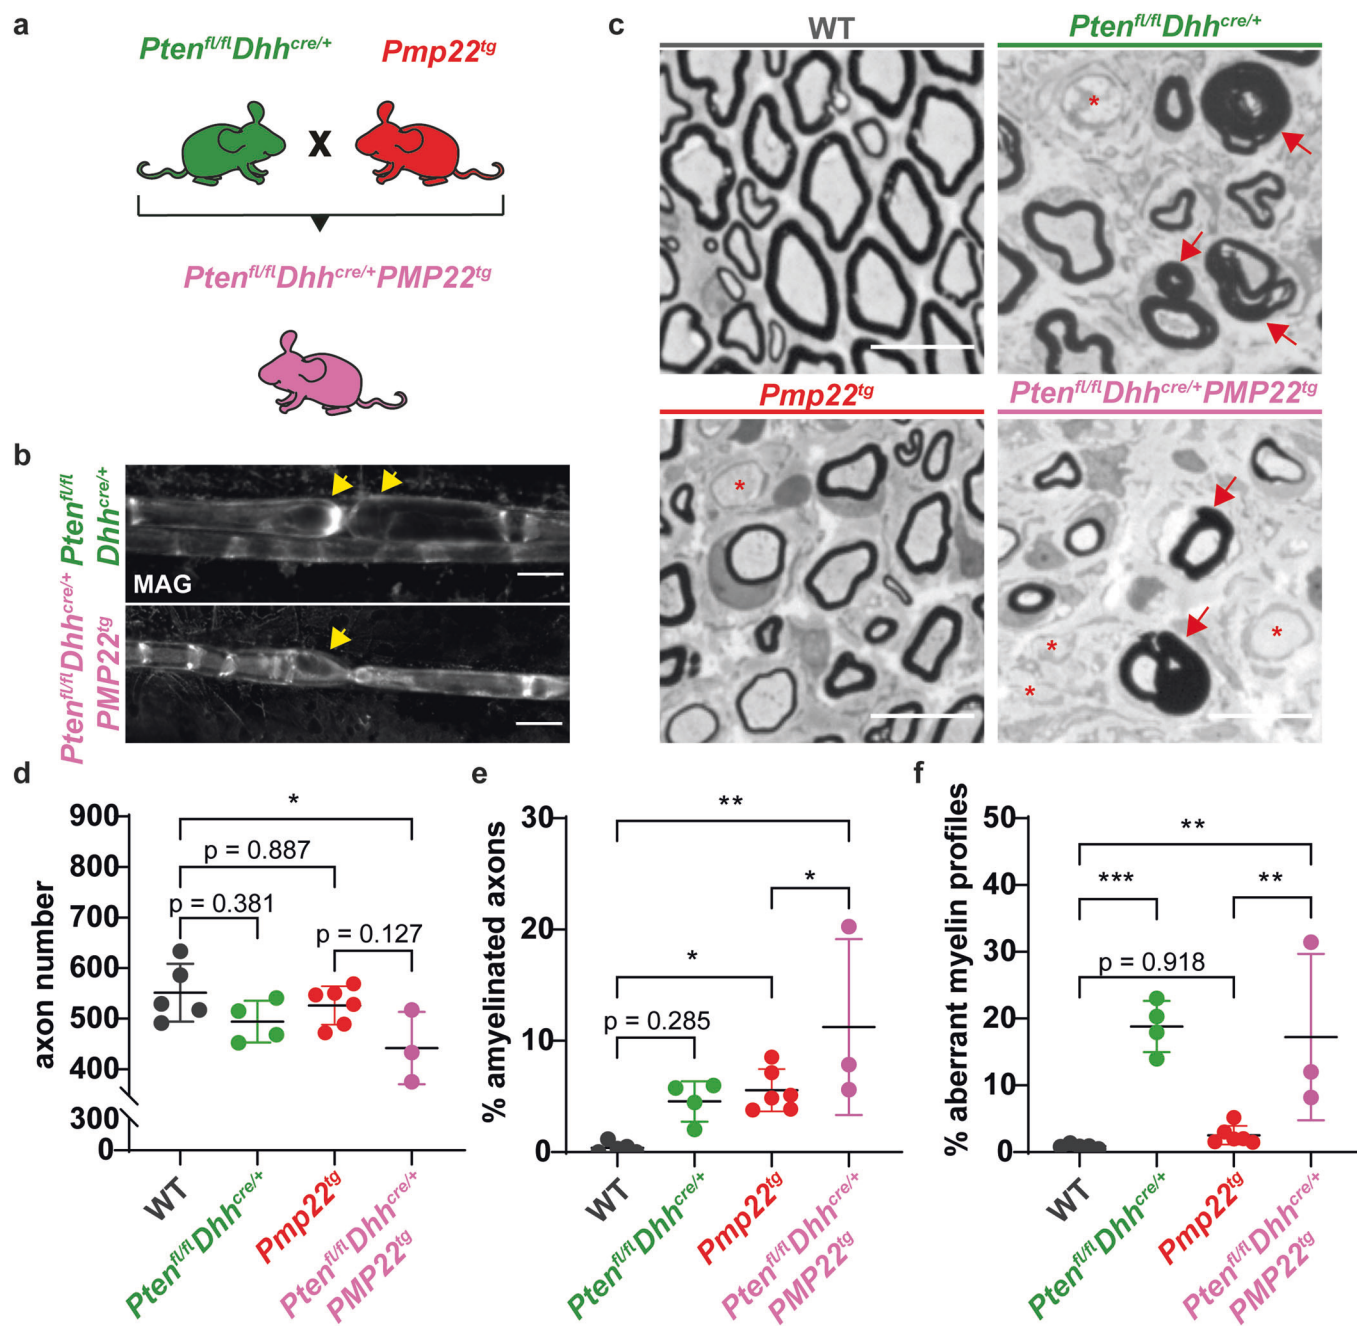 a
Pten^fl/fl Dhh^cre/+
Pmp22^tg
X
Pten^fl/fl Dhh^cre/+ PMP22^tg
b
Pten^fl/fl
Dhh^cre/+
Pten^fl/fl Dhh^cre/+
PMP22^tg
MAG
c
WT
Pten^fl/fl Dhh^cre/+
*
Pmp22^tg
*
Pten^fl/fl Dhh^cre/+ PMP22^tg
*
*
*
d
axon number
900
800
700
600
500
400
300
0
*
p = 0.887
p = 0.381
p = 0.127
WT
Pten^fl/fl Dhh^cre/+
Pmp22^tg
Pten^fl/fl Dhh^cre/+
PMP22^tg
e
% amyelinated axons
30
20
10
0
**
*
*
p = 0.285
WT
Pten^fl/fl Dhh^cre/+
Pmp22^tg
Pten^fl/fl Dhh^cre/+
PMP22^tg
f
% aberrant myelin profiles
50
40
30
20
10
0
**
***
**
p = 0.918
WT
Pten^fl/fl Dhh^cre/+
Pmp22^tg
Pten^fl/fl Dhh^cre/+
PMP22^tg